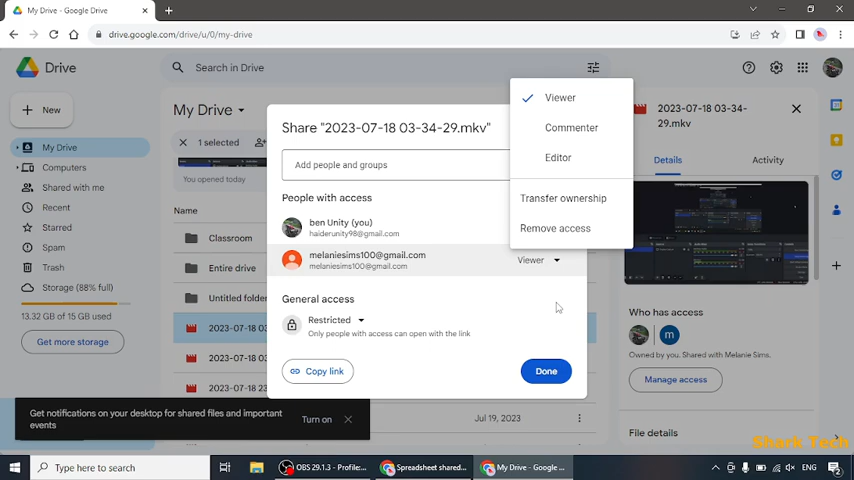 My Drive - Google Drive
drive.google.com/drive/u/0/my-drive
Drive
Search in Drive
New
My Drive
Computers
Shared with me
Recent
Starred
Spam
Trash
Storage (88% full)
13.32 GB of 15 GB used
Get more storage
My Drive
1 selected
You opened today
Name
Classroom
Entire drive
Untitled folder
2023-07-18 03
2023-07-18 03
2023-07-18 22
Jul 19, 2023
Share "2023-07-18 03-34-29.mkv"
Add people and groups
People with access
ben Unity (you)
haiderunity98@gmail.com
melaniesims100@gmail.com
melaniesims100@gmail.com
Viewer
General access
Restricted
Only people with access can open with the link
Copy link
Done
Viewer
Commenter
Editor
Transfer ownership
Remove access
2023-07-18 03-34-
29.mkv
Details
Activity
Who has access
m
Owned by you. Shared with Melanie Sims.
Manage access
File details
Get notifications on your desktop for shared files and important
events
Turn on
Shark Tech
Type here to search
OBS 29.1.3 - Profile:...
Spreadsheet shared...
My Drive - Google ...
ENG
2